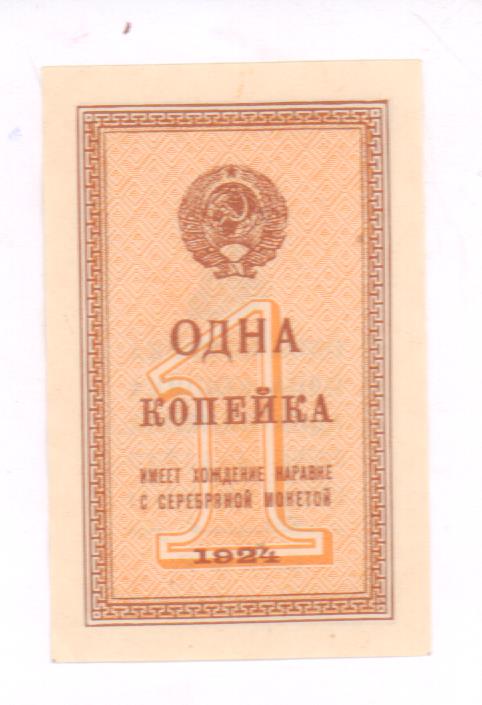 1
ОДНА
КОПЕЙКА
ИМЕЕТ ХОЖДЕНИЕ НАРАВНЕ
С СЕРЕБРЯНОЙ МОНЕТОЙ
1924